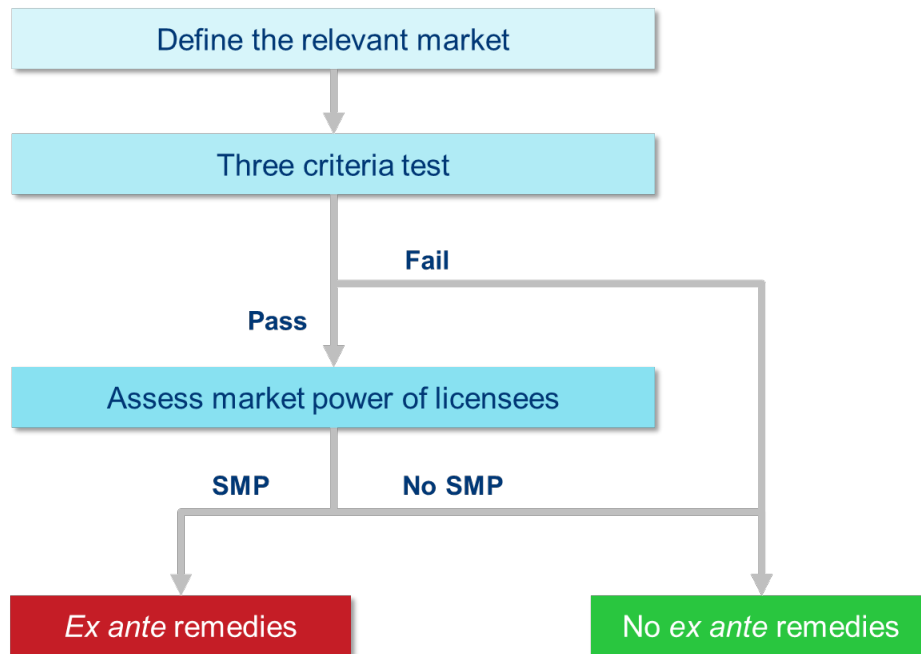 Define the relevant market
Three criteria test
Fail
Pass
Assess market power of licensees
SMP
No SMP
Ex ante remedies
No ex ante remedies